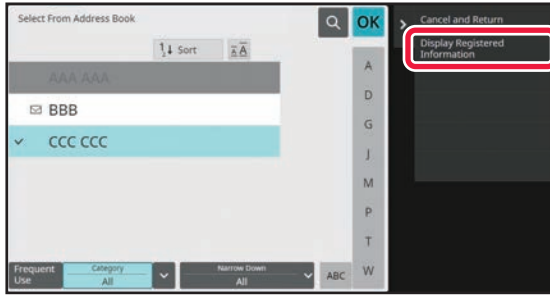 Select From Address Book
OK
Cancel and Return
Sort
Display Registered
Information
AAA AAA
BBB
CCC CCC
A
D
G
J
M
P
T
W
Frequent
Use
Category
All
Narrow Down
All
ABC